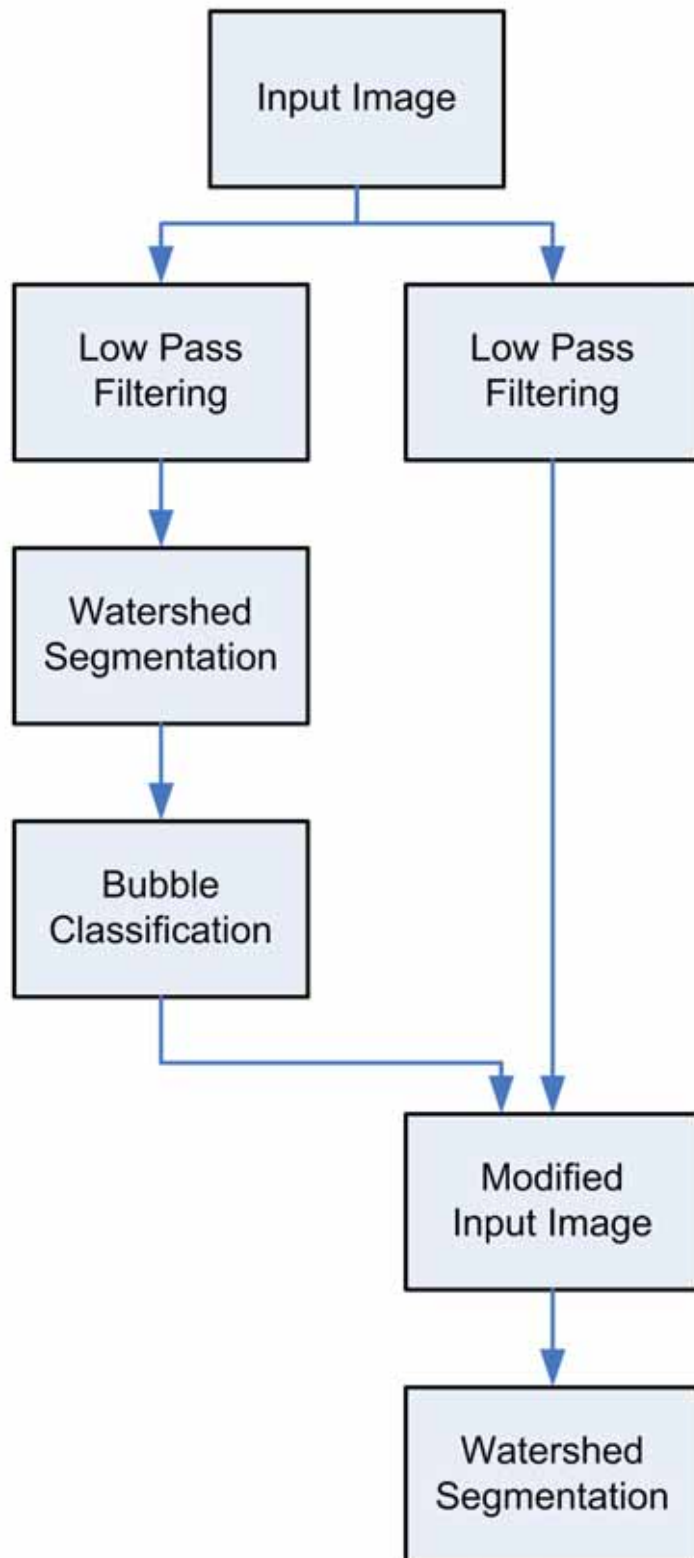 Input Image
Low Pass
Filtering
Low Pass
Filtering
Watershed
Segmentation
Bubble
Classification
Modified
Input Image
Watershed
Segmentation